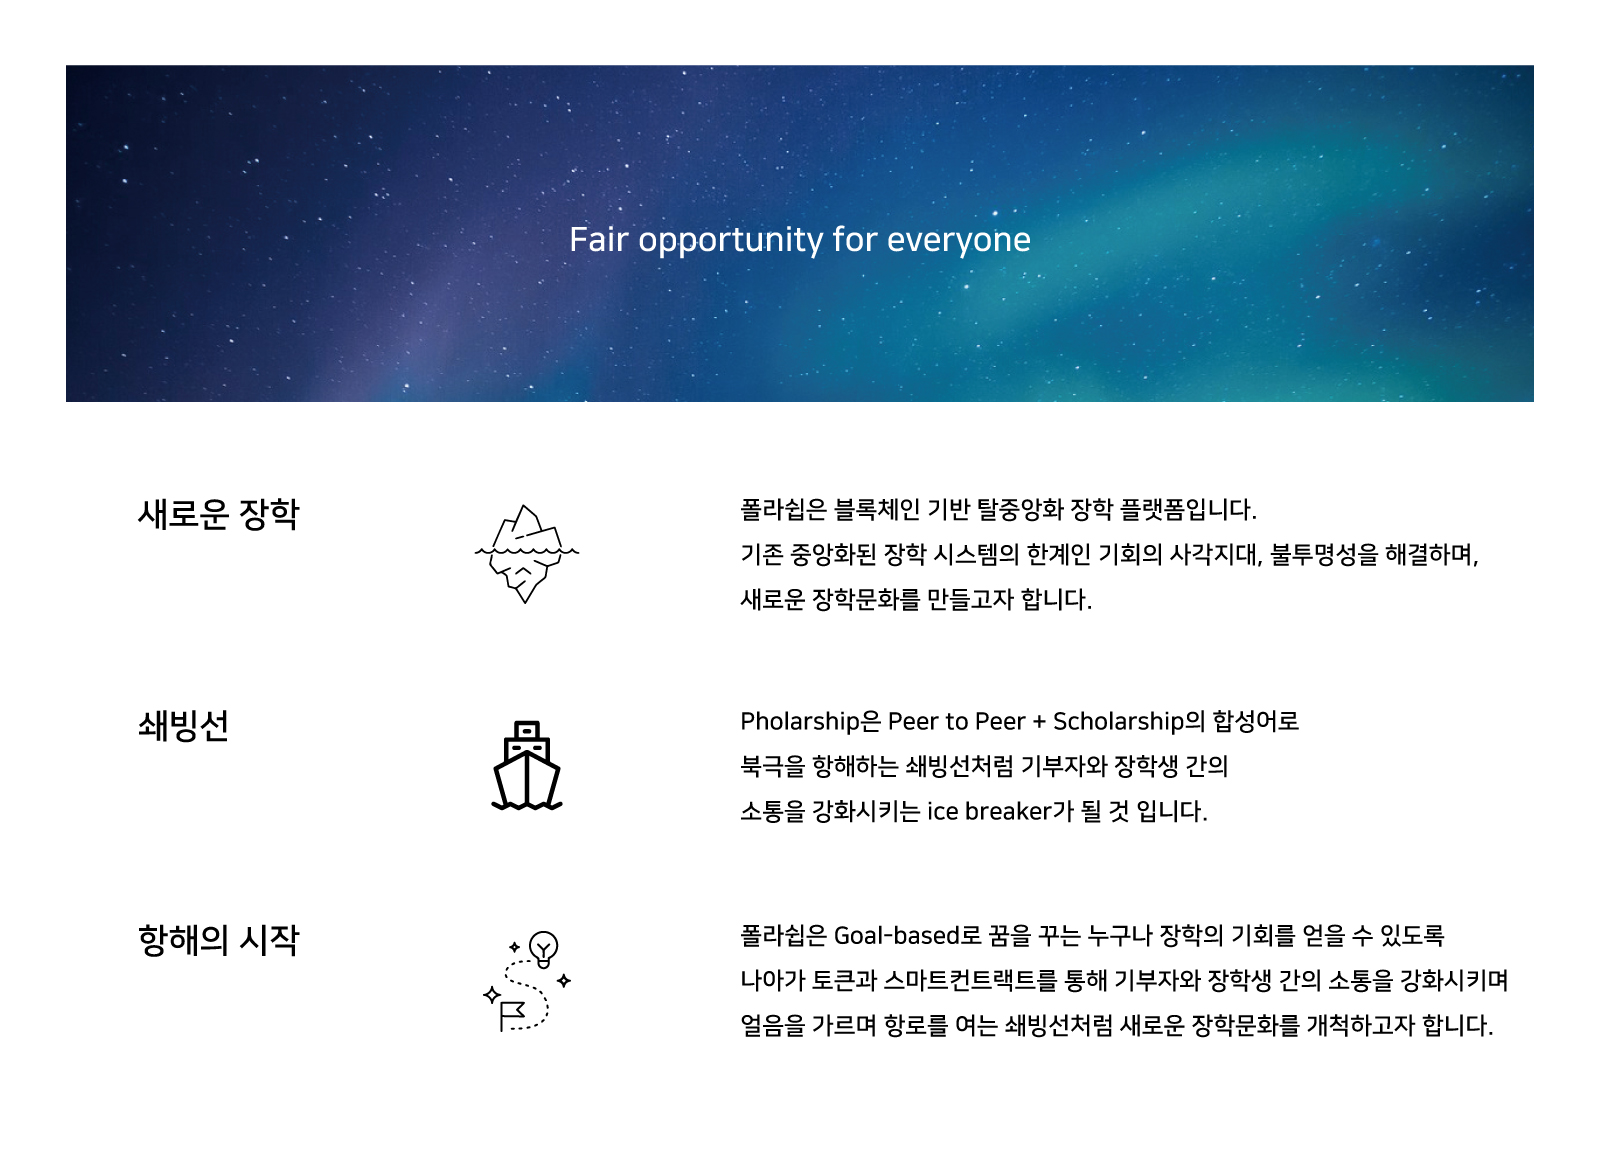 Fair opportunity for everyone
새로운 장학
폴라쉽은 블록체인 기반 탈중앙화 장학 플랫폼입니다.
기존 중앙화된 장학 시스템의 한계인 기회의 사각지대, 불투명성을 해결하며,
새로운 장학문화를 만들고자 합니다.
쇄빙선
Pholarship은 Peer to Peer + Scholarship의 합성어로
북극을 항해하는 쇄빙선처럼 기부자와 장학생 간의
소통을 강화시키는 ice breaker가 될 것 입니다.
항해의 시작
폴라쉽은 Goal-based로 꿈을 꾸는 누구나 장학의 기회를 얻을 수 있도록
나아가 토큰과 스마트컨트랙트를 통해 기부자와 장학생 간의 소통을 강화시키며
얼음을 가르며 항로를 여는 쇄빙선처럼 새로운 장학문화를 개척하고자 합니다.